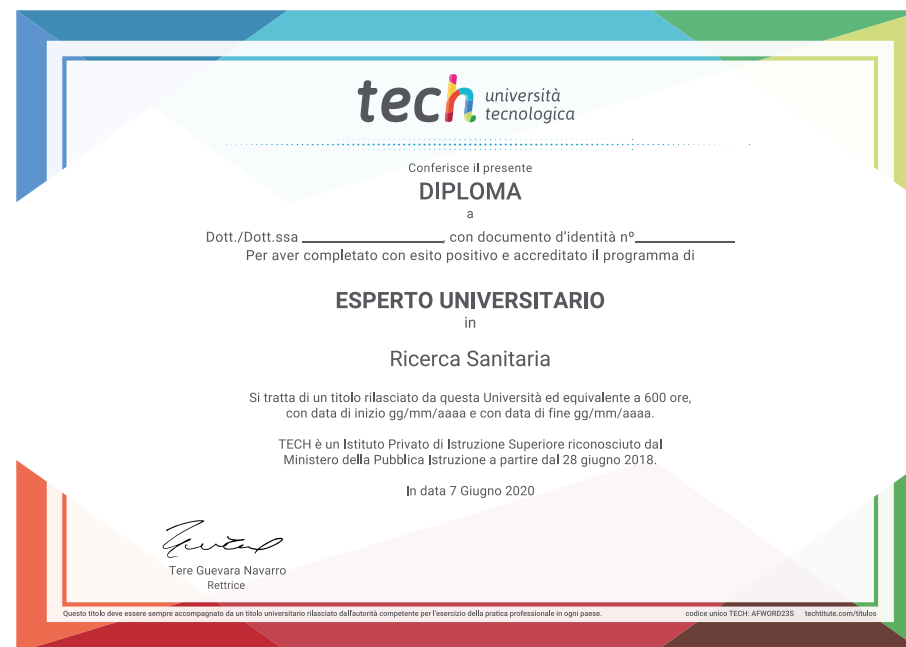 tech università
tecnologica
Conferisce il presente
DIPLOMA
a
Dott./Dott.ssa __________________, con documento d'identità nº_____________
Per aver completato con esito positivo e accreditato il programma di
ESPERTO UNIVERSITARIO
in
Ricerca Sanitaria
Si tratta di un titolo rilasciato da questa Università ed equivalente a 600 ore,
con data di inizio gg/mm/aaaa e con data di fine gg/mm/aaaa.
TECH è un Istituto Privato di Istruzione Superiore riconosciuto dal
Ministero della Pubblica Istruzione a partire dal 28 giugno 2018.
In data 7 Giugno 2020
Tere Guevara Navarro
Rettrice
Questo titolo deve essere sempre accompagnato da un titolo universitario rilasciato dall'autorità competente per l'esercizio della pratica professionale in ogni paese.
codice unico TECH: AFWORD23S techtitute.com/titulos